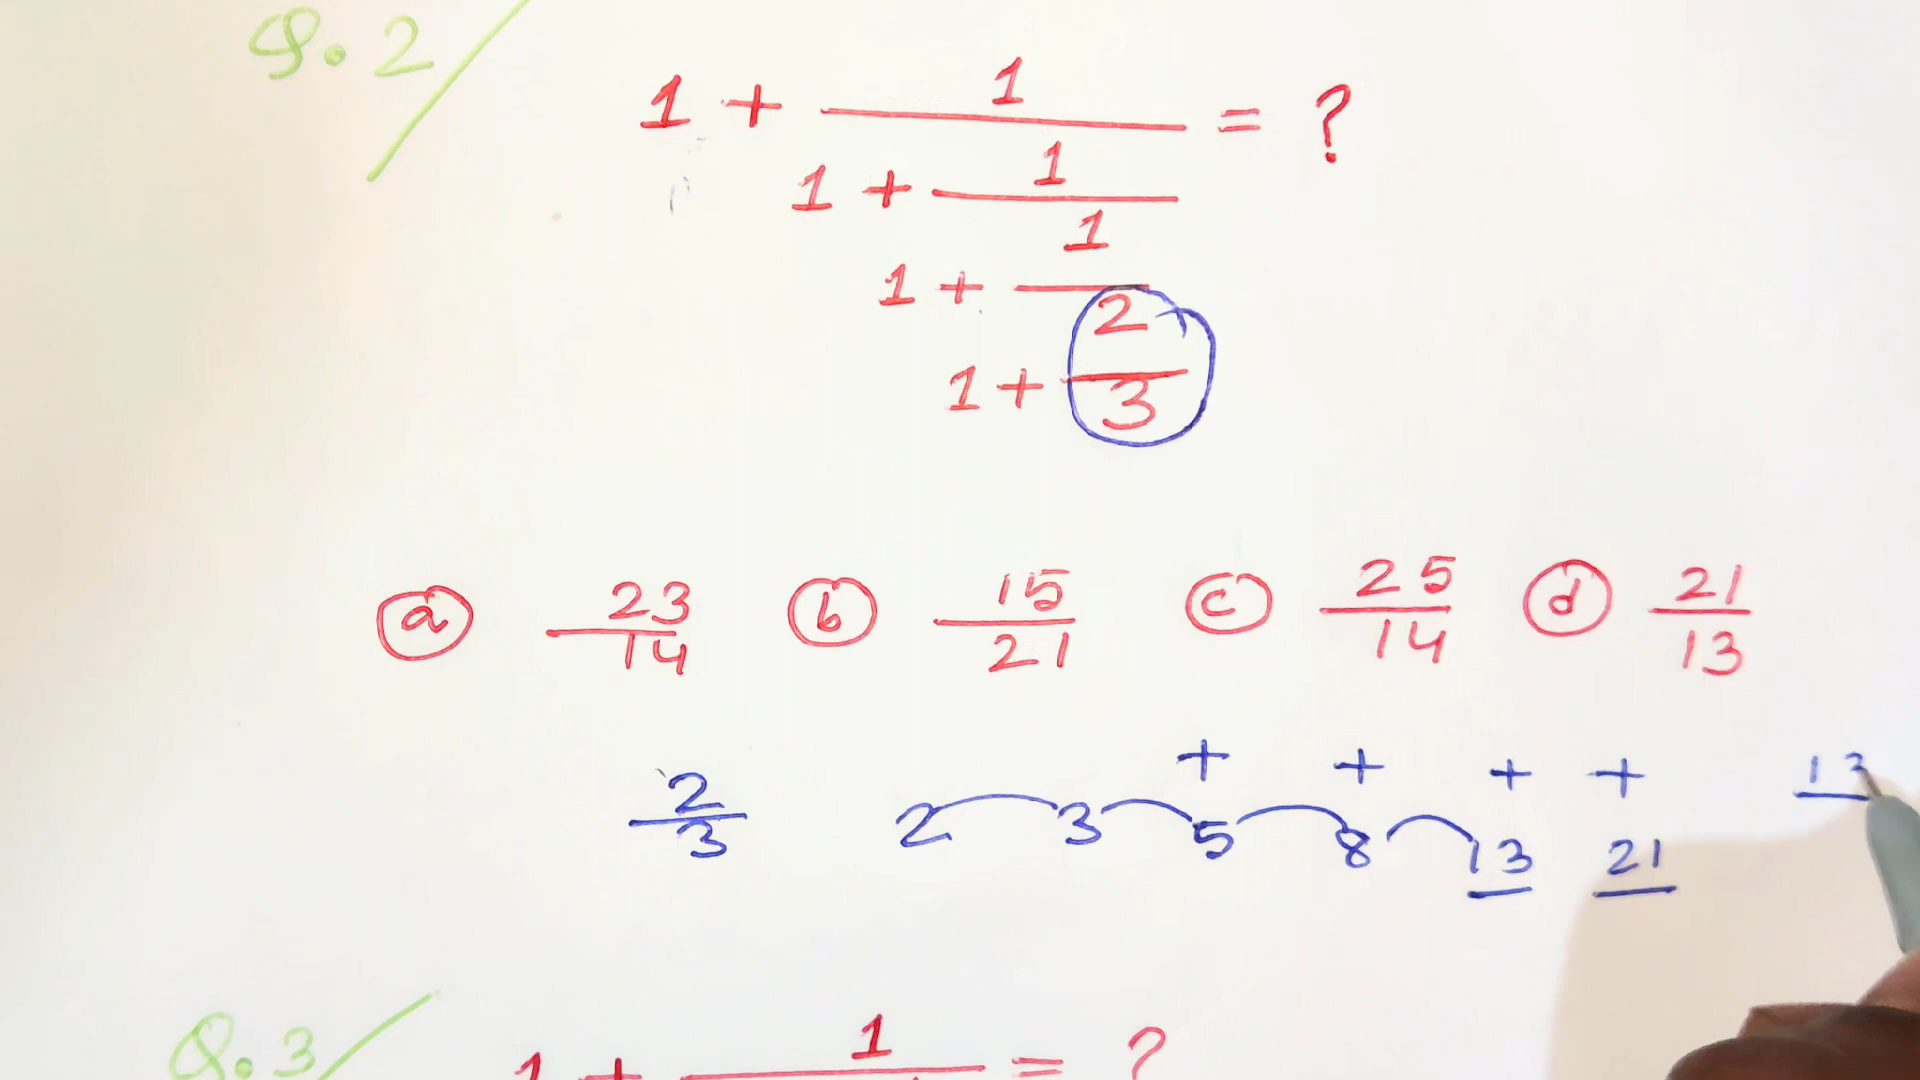 Q.2
1 + 1 = ?
1 + 1
1
1 + 2
1 + 3
(a) 23/14 (b) 15/21 (c) 25/14 (d) 21/13
+ + + + 13
2/3 2 3 5 8 13 21
Q.3 1 + 1 = ?